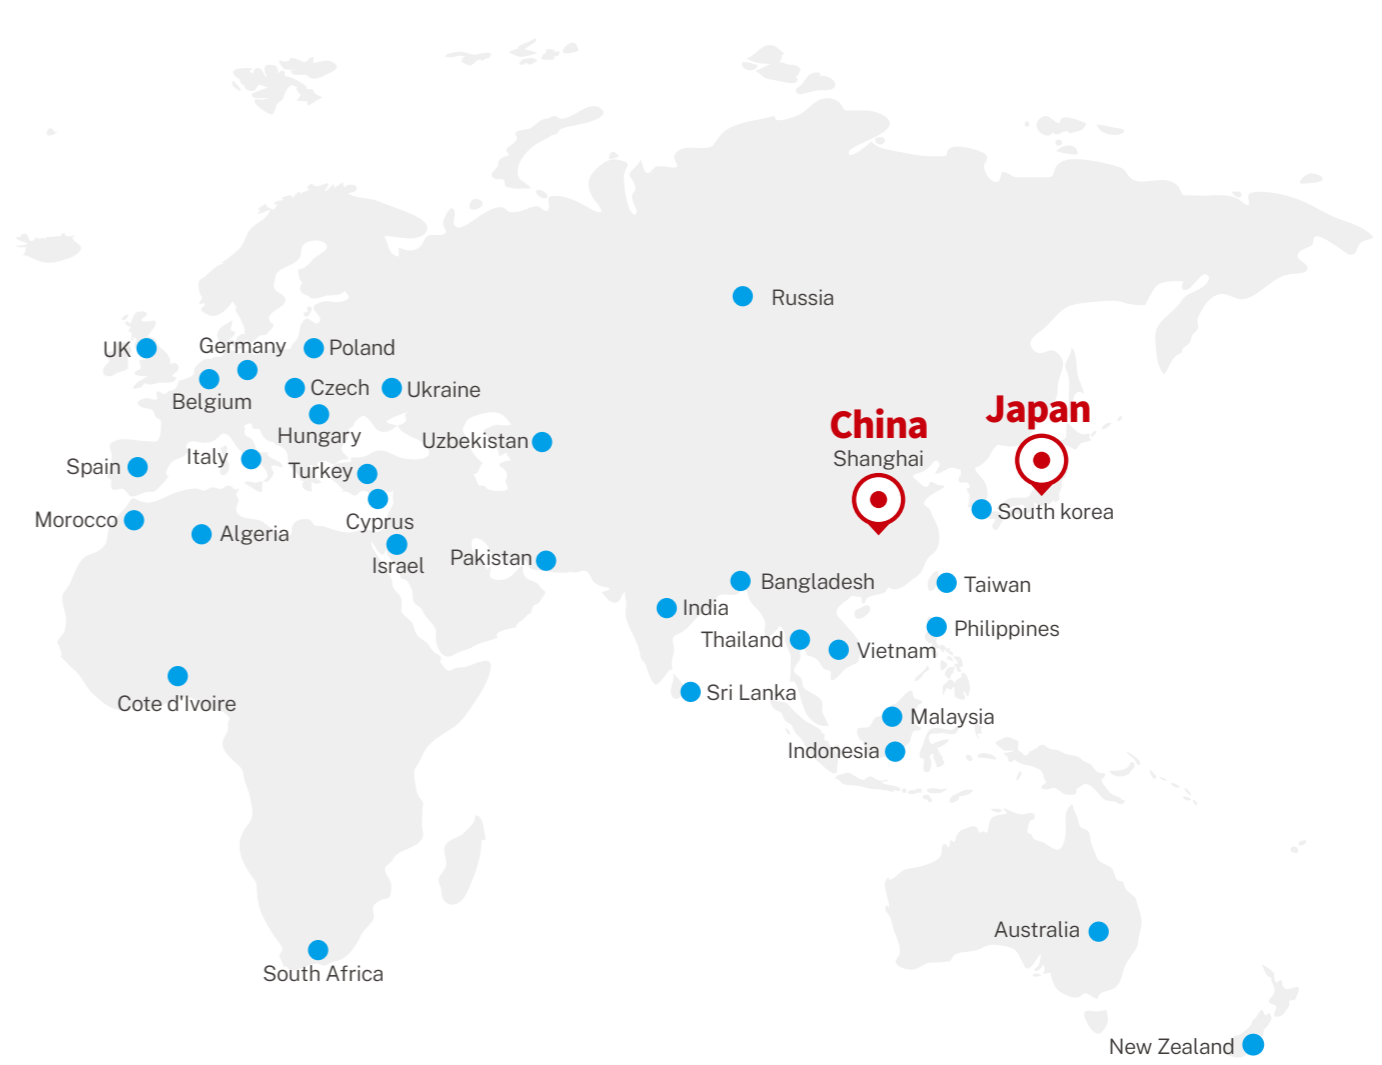 Russia
UK
Germany
Poland
Belgium
Czech
Ukraine
Hungary
Uzbekistan
China
Shanghai
Japan
Spain
Italy
Turkey
Morocco
Algeria
Cyprus
Israel
Pakistan
South korea
Bangladesh
Taiwan
India
Philippines
Thailand
Vietnam
Cote d'Ivoire
Sri Lanka
Malaysia
Indonesia
Australia
South Africa
New Zealand